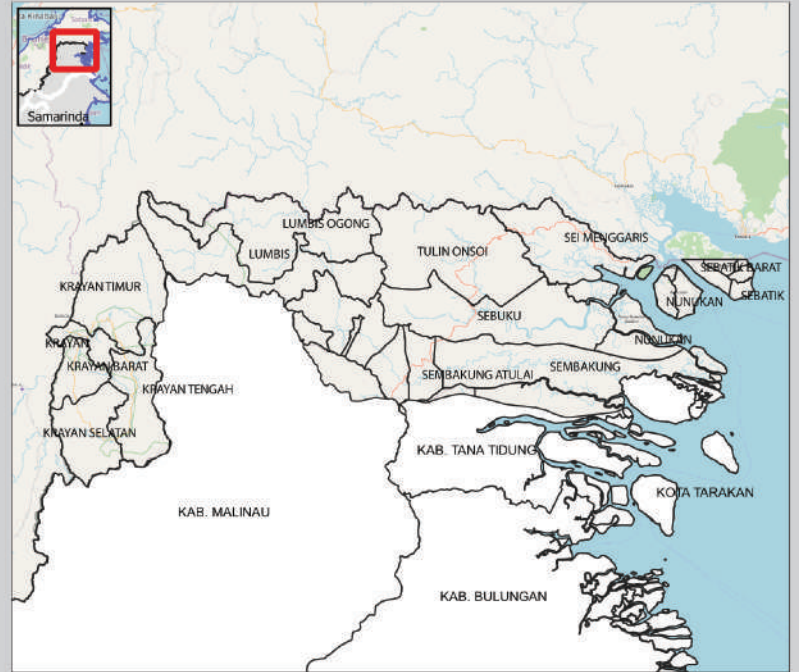 Samarinda
LUMBIS OGONG
LUMBIS
TULIN ONSOI
SEI MENGGARIS
SEBATIK BARAT
SEBATIK
NUNUKAN
KRAYAN TIMUR
SEBUKU
KRAYAN
NUNUKAN
KRAYAN BARAT
SEMBAKUNG
SEMBAKUNG ATULAI
KRAYAN TENGAH
KRAYAN SELATAN
KAB. TANA TIDUNG
KOTA TARAKAN
KAB. MALINAU
KAB. BULUNGAN